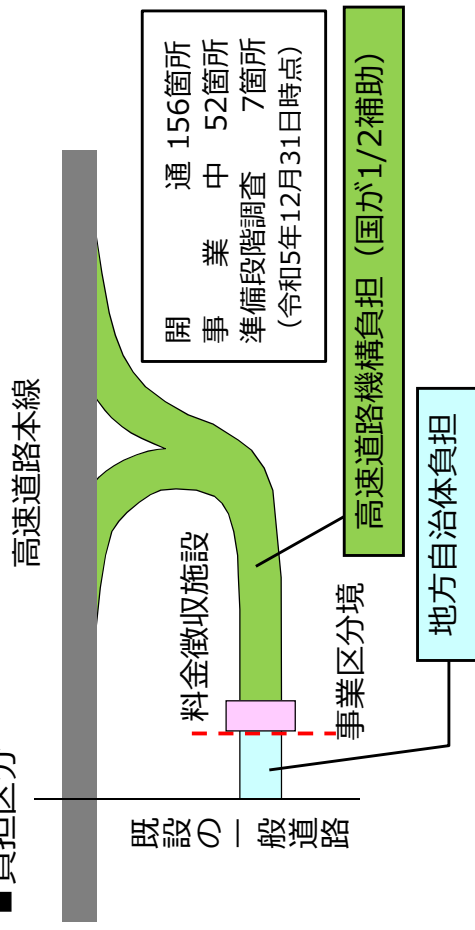 ■負担区分
高速道路本線
開通 156箇所
事業中 52箇所
準備段階調査 7箇所
（令和5年12月31日時点）
料金徴収施設
高速道路機構負担（国が1/2補助）
既設の一般道路
事業区分境
地方自治体負担